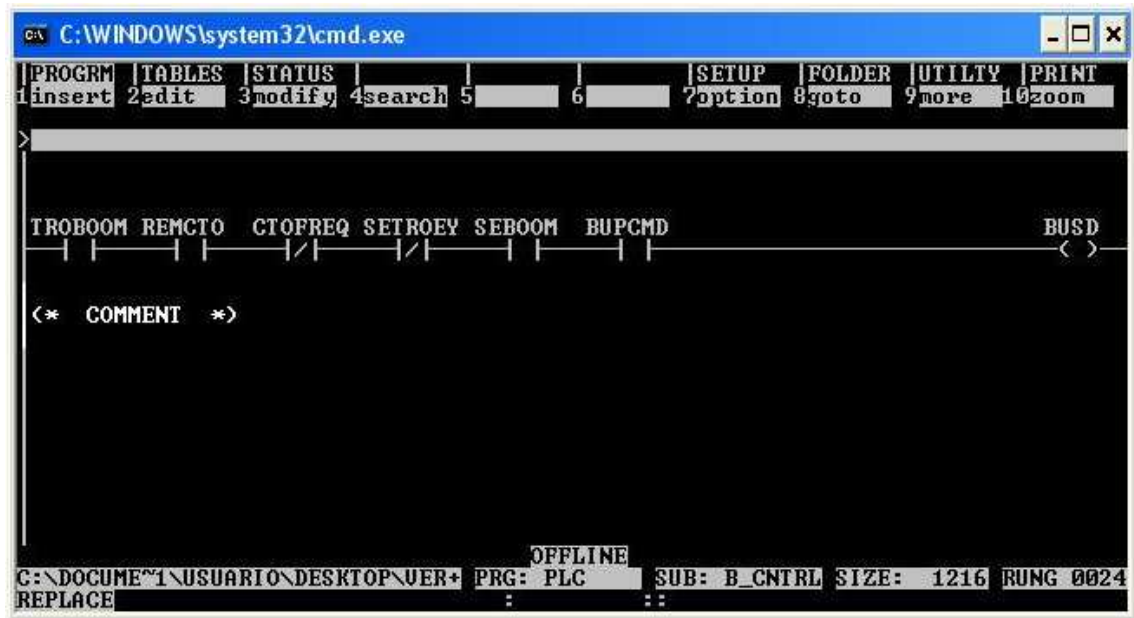 C:\WINDOWS\system32\cmd.exe
|PROGRM |TABLES |STATUS | | | |SETUP |FOLDER |UTILTY |PRINT
1insert 2edit 3modify 4search 5 6 7option 8goto 9more 10zoom
>
TROBOOM REMCTO CTOFREQ SETROEY SEBOOM BUPCMD BUSD
(* COMMENT *)
OFFLINE
C:\DOCUME~1\USUARIO\DESKTOP\VER+ PRG: PLC SUB: B_CNTRL SIZE: 1216 RUNG 0024
REPLACE : ::